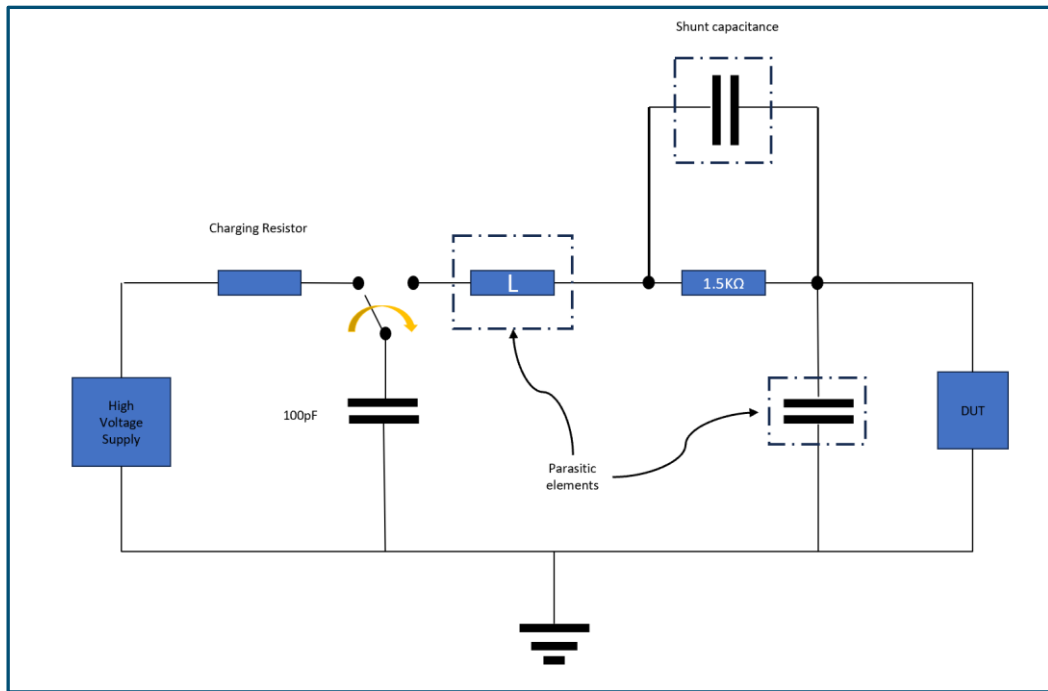 Shunt capacitance
Charging Resistor
L
1.5KΩ
High
Voltage
Supply
100pF
DUT
Parasitic
elements